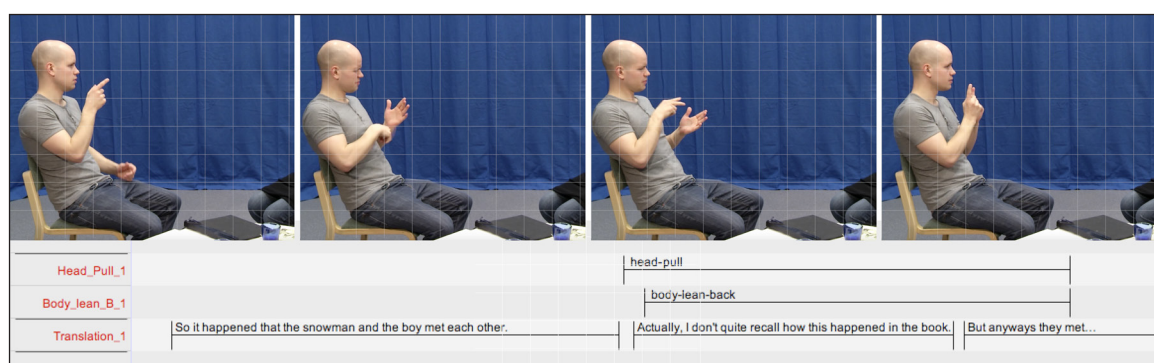 Head_Pull_1
head-pull
Body_lean_B_1
body-lean-back
Translation_1
So it happened that the snowman and the boy met each other.
Actually, I don't quite recall how this happened in the book.
But anyways they met...